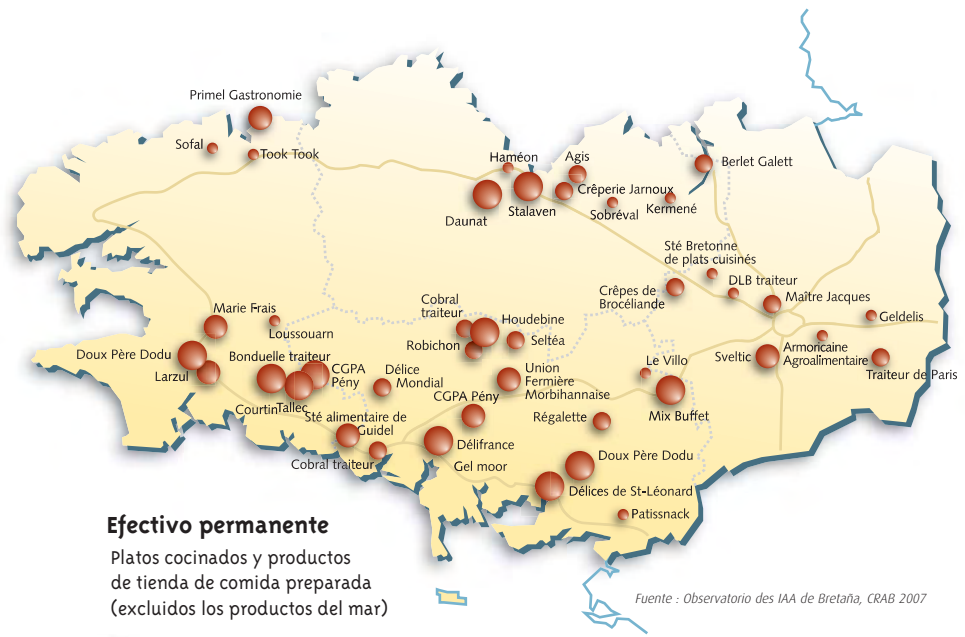 Primel Gastronomie
Sofal
Took Took
Haméon
Agis
Berlet Galett
Crêperie Jarnoux
Daunat
Stalaven
Sobréval
Kermené
Sté Bretonne
de plats cuisinés
DLB traiteur
Crêpes de
Brocéliande
Maître Jacques
Geldelis
Cobral
traiteur
Houdebine
Marie Frais
Loussouarn
Robichon
Seltéa
Armoricaine
Agroalimentaire
Sveltic
Traiteur de Paris
Doux Père Dodu
Bonduelle traiteur
Larzul
CGPA
Pény
Délice
Mondial
Union
Fermière
Morbihannaise
Le Villo
CGPA Pény
Courtin
Tallec
Sté alimentaire de
Guidel
Régalette
Mix Buffet
Délifrance
Cobral traiteur
Gel moor
Doux Père Dodu
Délices de St-Léonard
Patissnack
Efectivo permanente
Platos cocinados y productos
de tienda de comida preparada
(excluidos los productos del mar)
Fuente : Observatorio des IAA de Bretaña, CRAB 2007